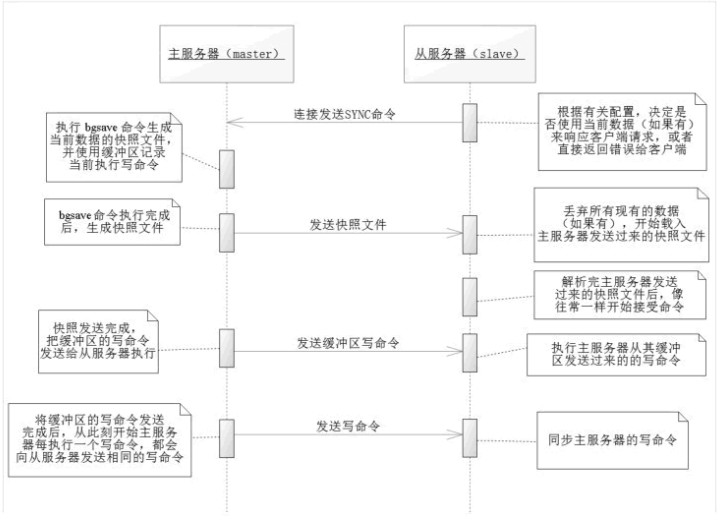 主服务器（master）
从服务器（slave）
连接发送SYNC命令
根据有关配置，决定是
否使用当前数据（如果有）
来响应客户端请求，或者
直接返回错误给客户端
执行 bgsave 命令生成
当前数据的快照文件，
并使用缓冲区记录
当前执行写命令
bgsave 命令执行完成
后，生成快照文件
发送快照文件
丢弃所有现有的数据
（如果有），开始载入
主服务器发送过来的快照文件
解析完主服务器发送
过来的快照文件后，像
往常一样开始接受命令
快照发送完成，
把缓冲区的写命令
发送给从服务器执行
发送缓冲区写命令
执行主服务器从其缓冲
区发送过来的的写命令
将缓冲区的写命令发送
完成后，从此刻开始主服务
器每执行一个写命令，都会
向从服务器发送相同的写命令
发送写命令
同步主服务器的写命令